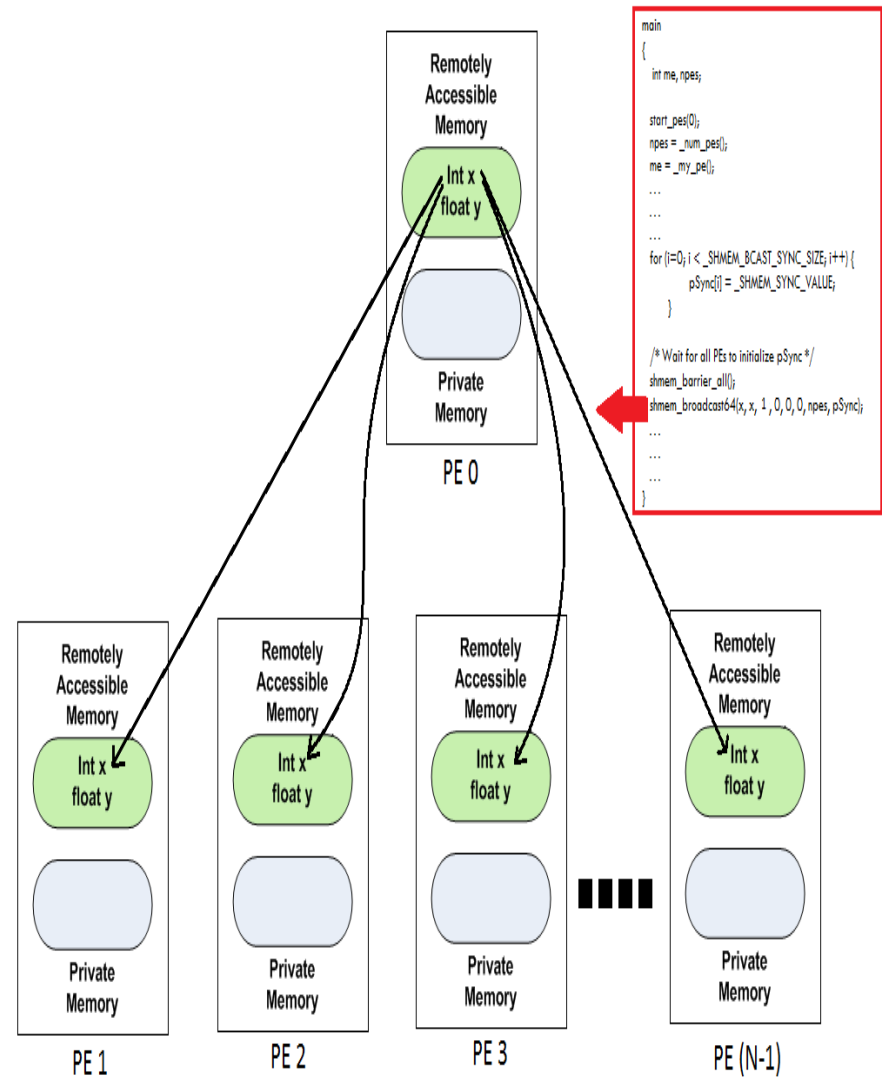 Remotely
Accessible
Memory
Int x
float y
Private
Memory
PE 0
main
{
int me, npes;
start_pes(0);
npes = _num_pes();
me = _my_pe();
...
...
...
for (i=0; i < _SHMEM_BCAST_SYNC_SIZE; i++) {
pSync[i] = _SHMEM_SYNC_VALUE;
}
/* Wait for all PEs to initialize pSync */
shmem_barrier_all();
shmem_broadcast64(x, x, 1 , 0, 0, 0, npes, pSync);
...
...
...
}
Remotely
Accessible
Memory
Int x
float y
Private
Memory
PE 1
Remotely
Accessible
Memory
Int x
float y
Private
Memory
PE 2
Remotely
Accessible
Memory
Int x
float y
Private
Memory
PE 3
Remotely
Accessible
Memory
Int x
float y
Private
Memory
PE (N-1)